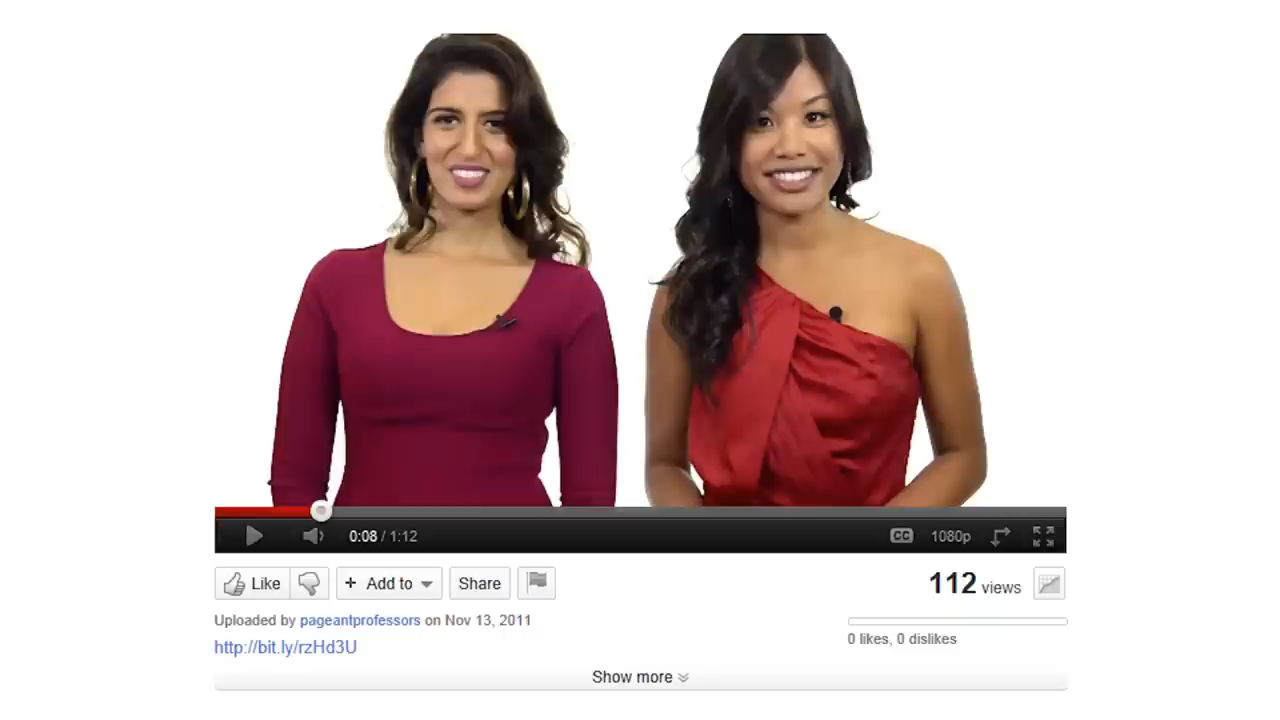 0:08 / 1:12 CC 1080p
Like + Add to Share 112 views
Uploaded by pageantprofessors on Nov 13, 2011
0 likes, 0 dislikes
http://bit.ly/rzHd3U
Show more